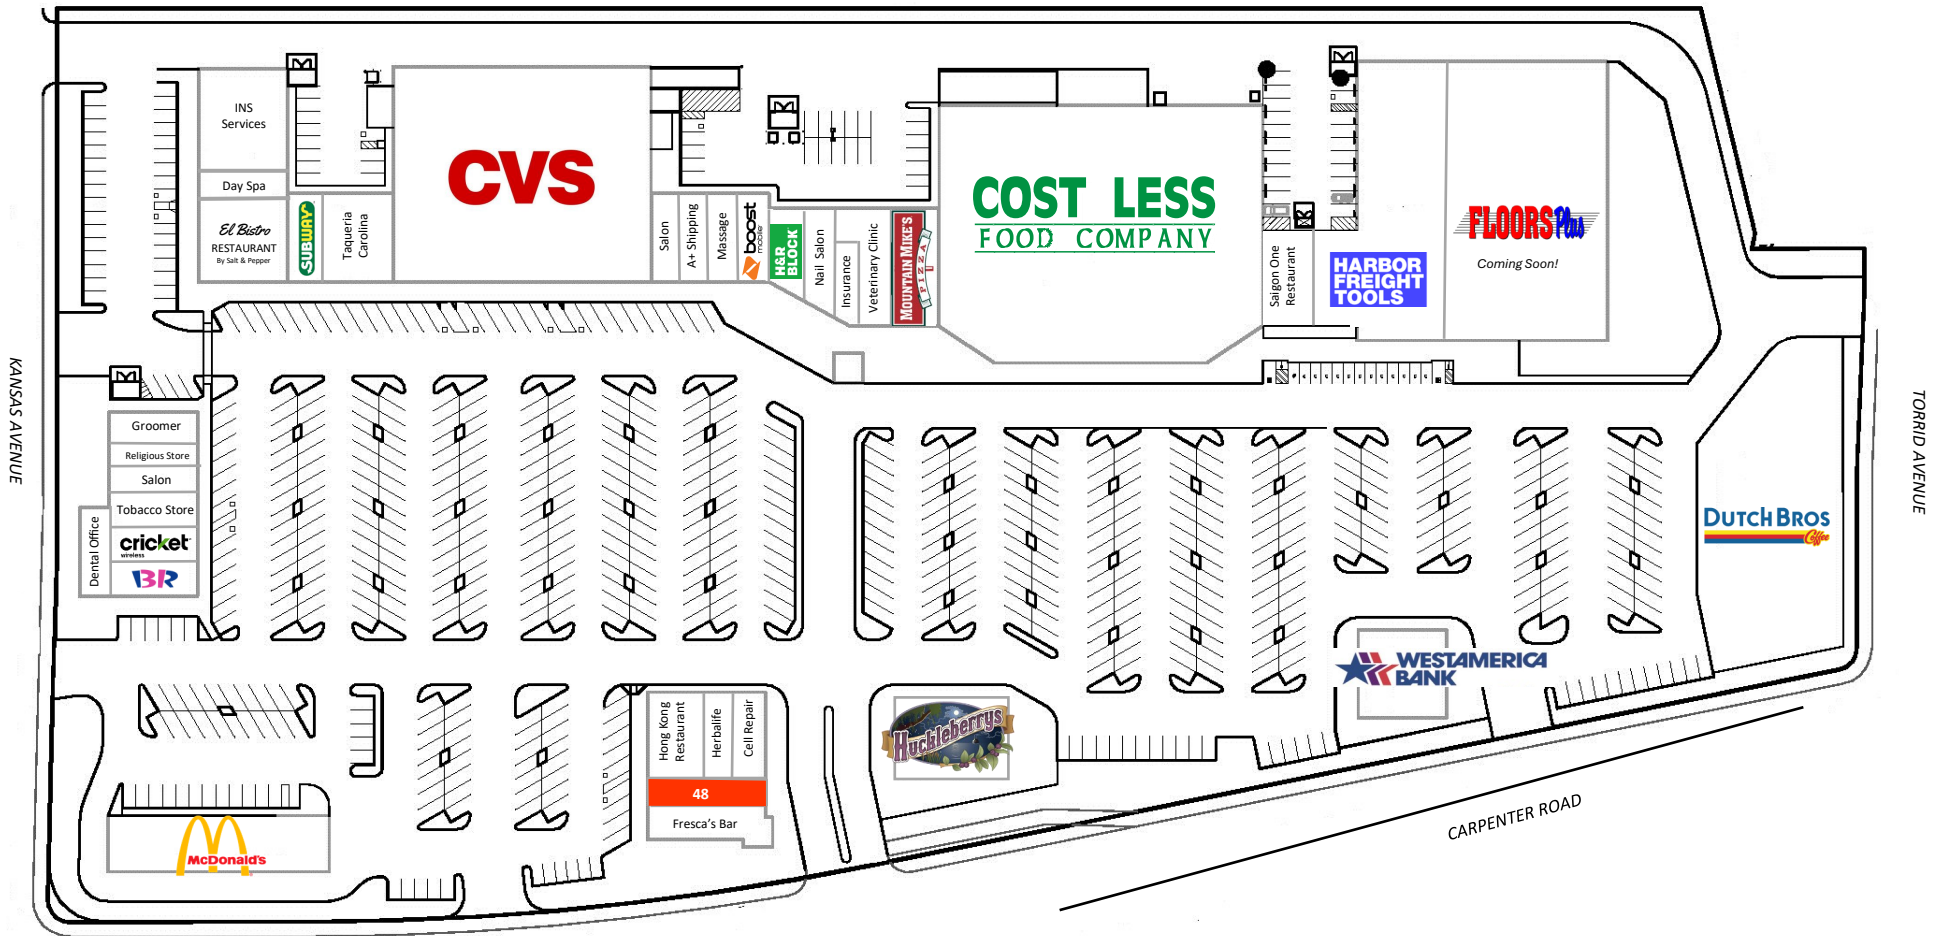 INS
Services
Day Spa
El Bistro
RESTAURANT
By Salt & Pepper
SUBWAY
Taqueria
Carolina
CVS
Salon
A+ Shipping
Massage
boost
mobile
H&R
BLOCK
Nail Salon
Insurance
Veterinary Clinic
MOUNTAIN MIKE'S
PIZZA
COST LESS
FOOD COMPANY
Saigon One
Restaurant
HARBOR
FREIGHT
TOOLS
FLOORS Plus
Coming Soon!
KANSAS AVENUE
TORRID AVENUE
Groomer
Religious Store
Salon
Tobacco Store
Dental Office
cricket
wireless
BR
DUTCH BROS
Coffee
WESTAMERICA
BANK
Hong Kong
Restaurant
Herbalife
Cell Repair
48
Fresca's Bar
Huckleberrys
McDonald's
CARPENTER ROAD